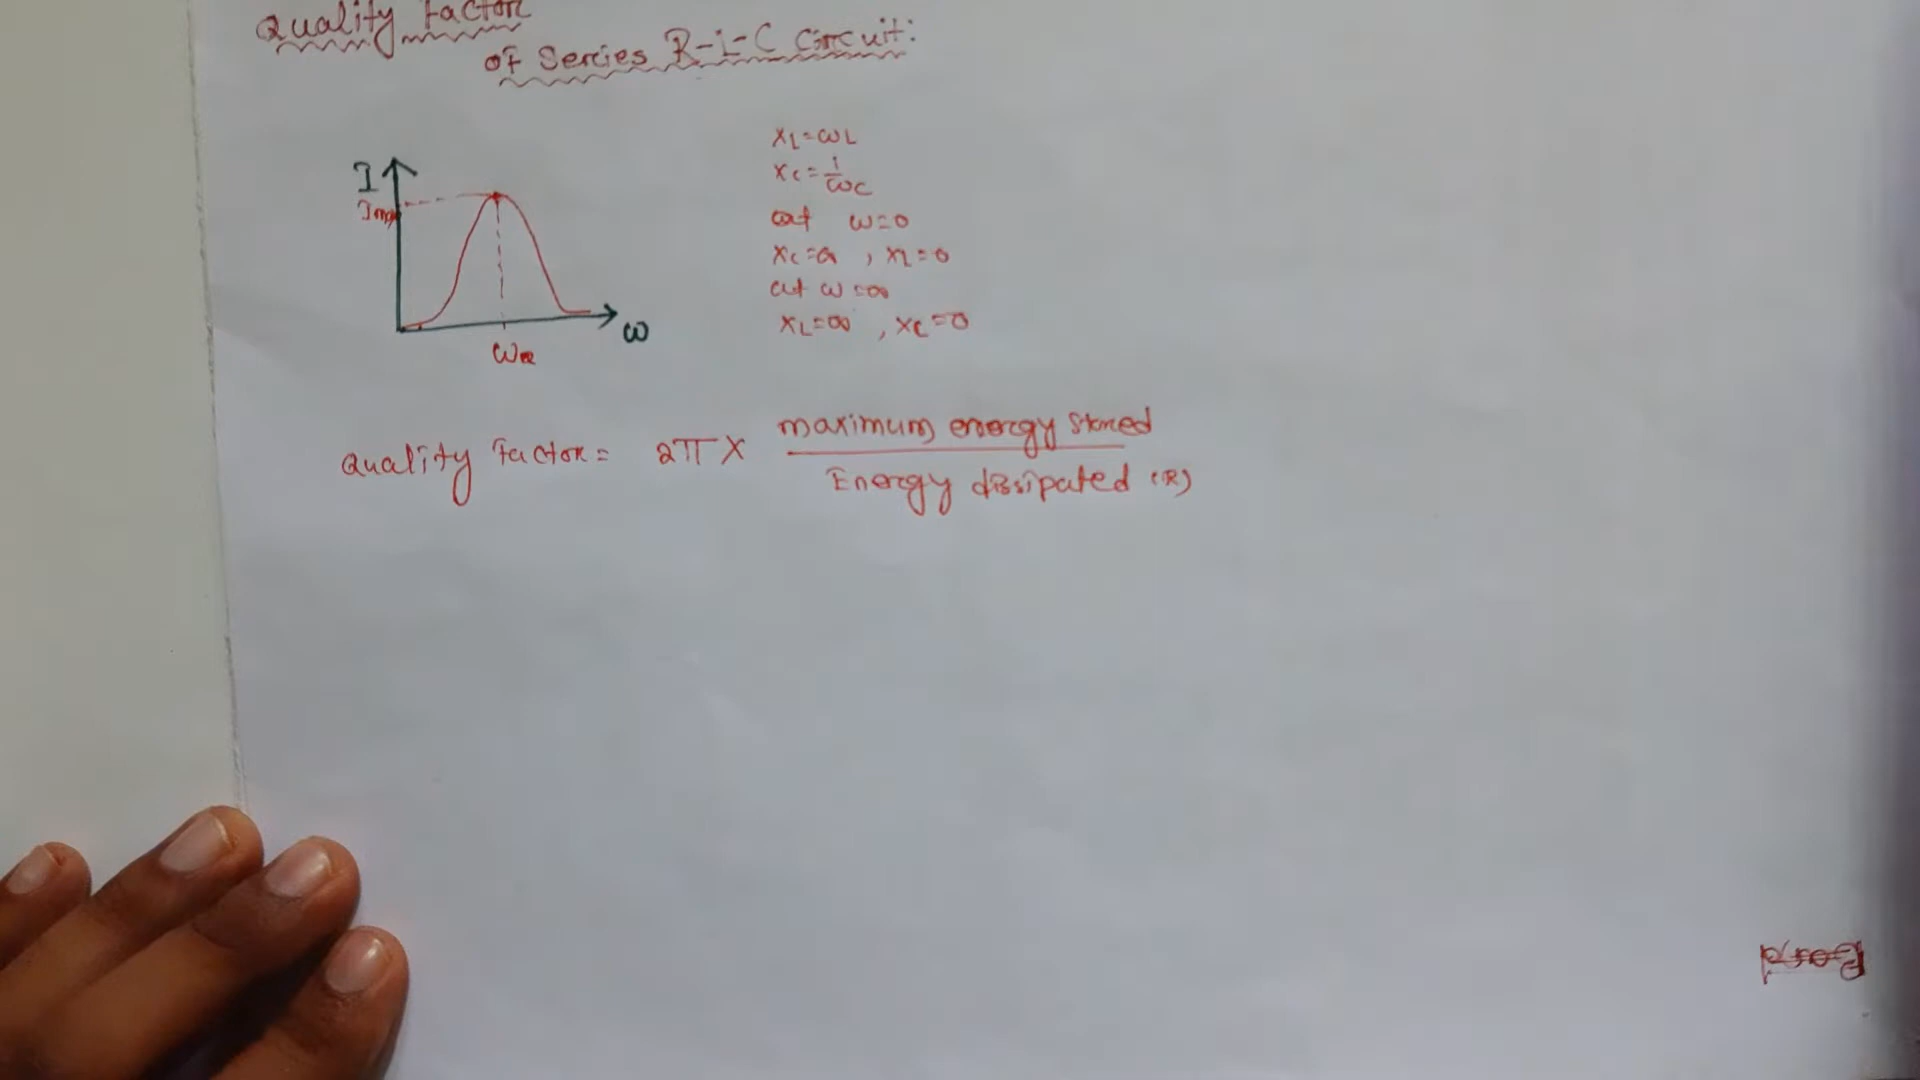 Quality factor
of Series R-L-C Circuit:
I
Imax
ω
ωR
XL=ωL
XC=1/ωC
at ω=0
XC=α , XL=0
at ω=∞
XL=∞ , XC=0
Quality factor= 2π X maximum energy stored
Energy dissipated (R)